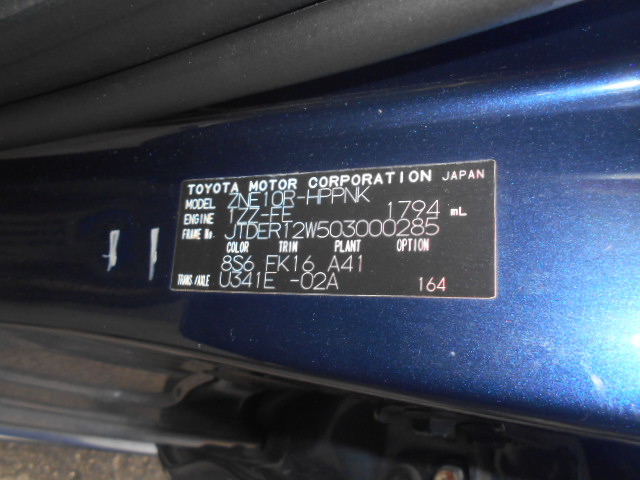 TOYOTA MOTOR CORPORATION JAPAN
MODEL ZNE10R-HPPNK
ENGINE 1ZZ-FE 1794 mL
FRAME No. JTDER12W503000285
COLOR TRIM PLANT OPTION
8S6 FK16 A41
TRANS/AXLE U341E -02A 164